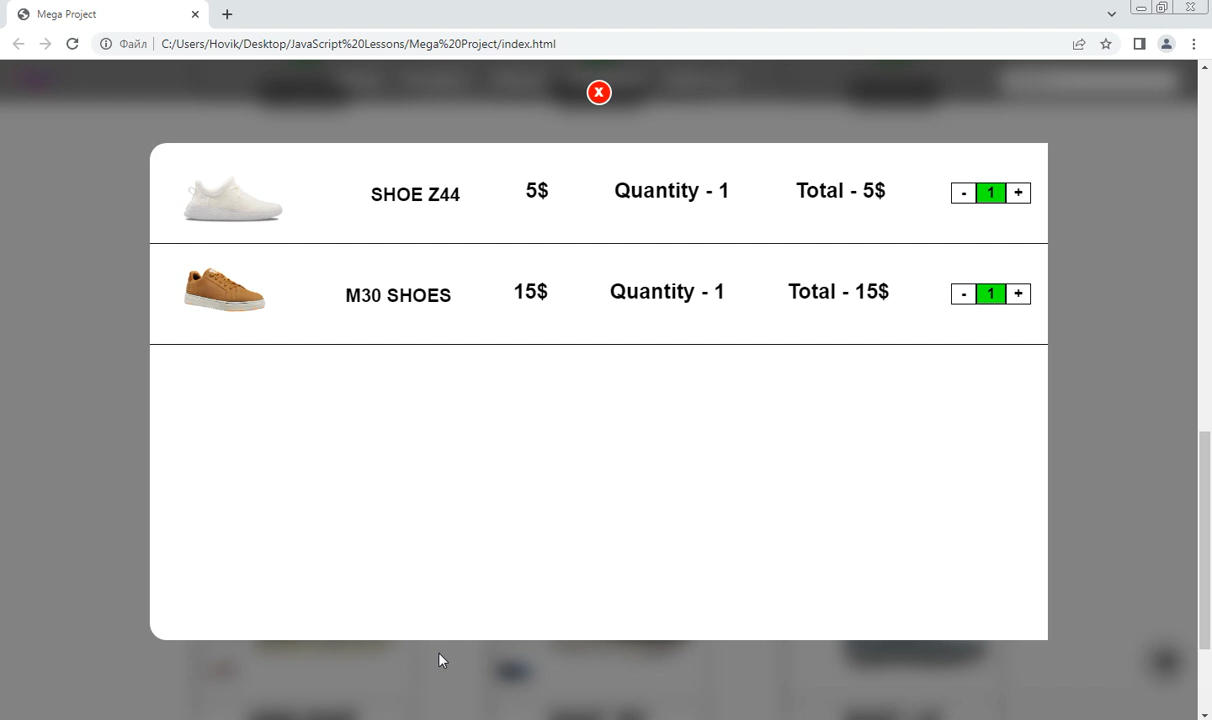 Mega Project
Файл C:/Users/Hovik/Desktop/JavaScript%20Lessons/Mega%20Project/index.html
x
SHOE Z44 5$ Quantity - 1 Total - 5$ - 1 +
M30 SHOES 15$ Quantity - 1 Total - 15$ - 1 +